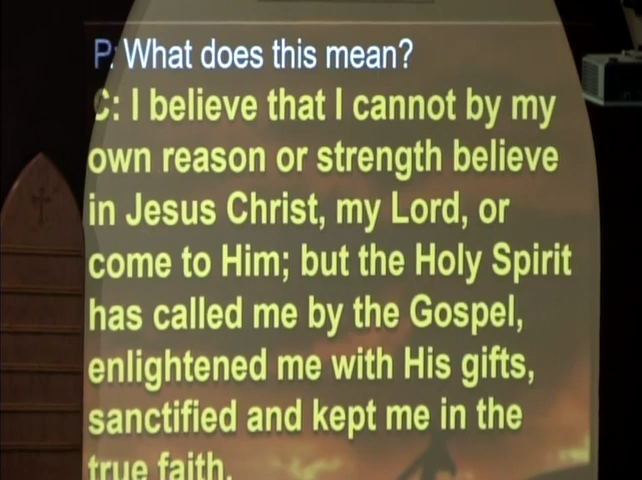 P: What does this mean?
C: I believe that I cannot by my
own reason or strength believe
in Jesus Christ, my Lord, or
come to Him; but the Holy Spirit
has called me by the Gospel,
enlightened me with His gifts,
sanctified and kept me in the
true faith.